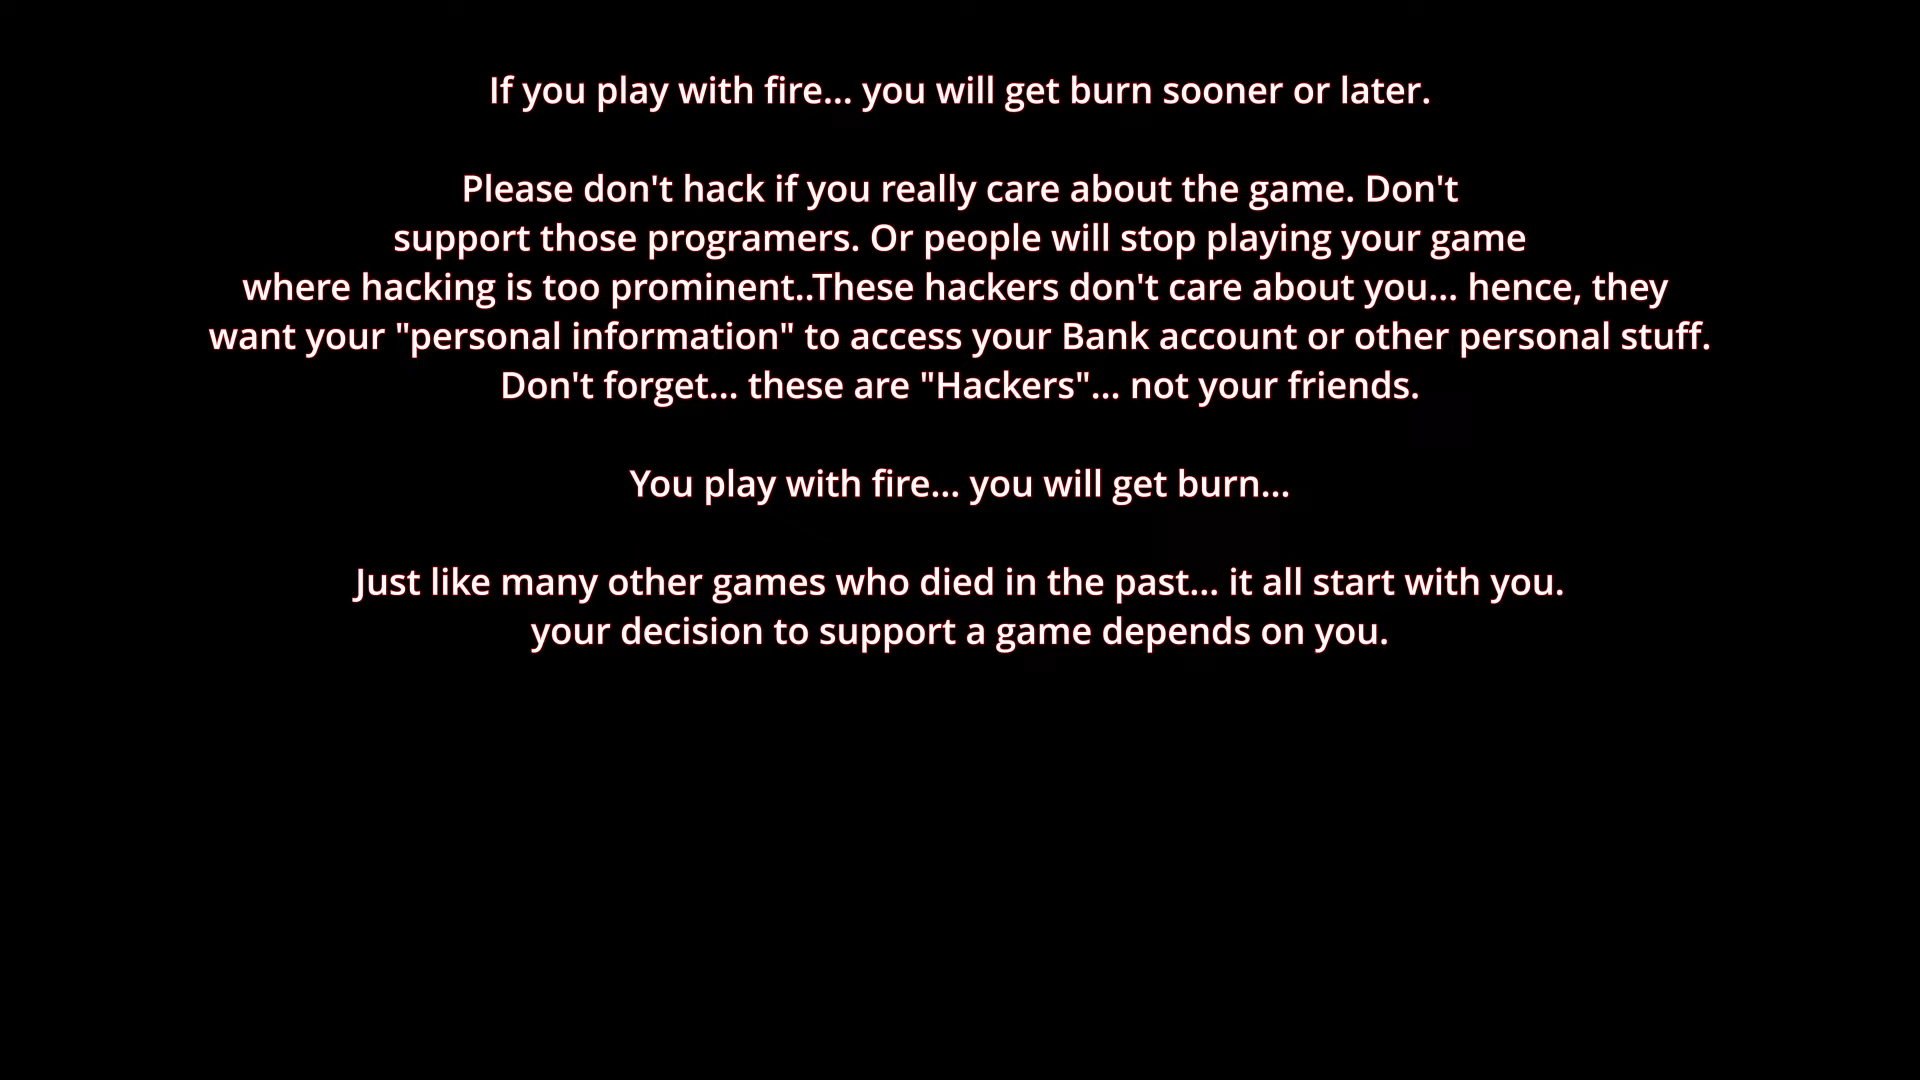 If you play with fire... you will get burn sooner or later.
Please don't hack if you really care about the game. Don't
support those programers. Or people will stop playing your game
where hacking is too prominent..These hackers don't care about you... hence, they
want your "personal information" to access your Bank account or other personal stuff.
Don't forget... these are "Hackers"... not your friends.
You play with fire... you will get burn...
Just like many other games who died in the past... it all start with you.
your decision to support a game depends on you.